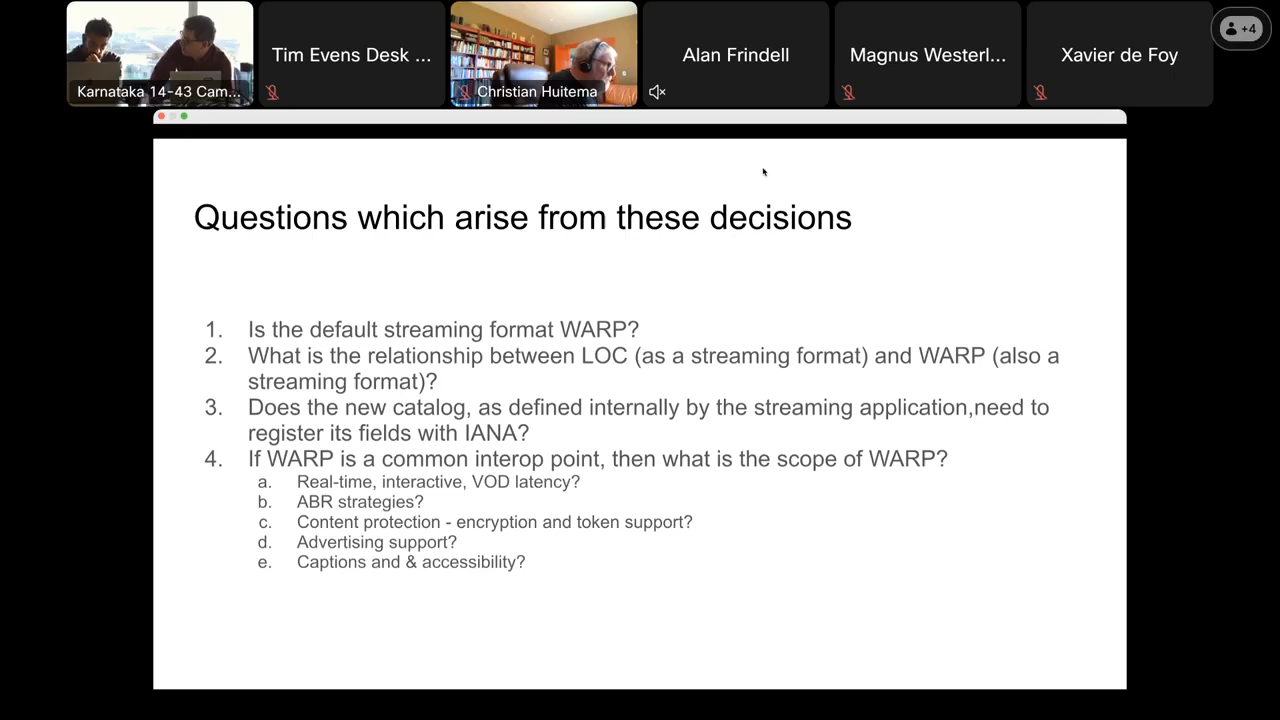 Karnataka 14-43 Cam...
Tim Evens Desk ...
Christian Huitema
Alan Frindell
Magnus Westerl...
Xavier de Foy
+4
Questions which arise from these decisions
1. Is the default streaming format WARP?
2. What is the relationship between LOC (as a streaming format) and WARP (also a
streaming format)?
3. Does the new catalog, as defined internally by the streaming application,need to
register its fields with IANA?
4. If WARP is a common interop point, then what is the scope of WARP?
a. Real-time, interactive, VOD latency?
b. ABR strategies?
c. Content protection - encryption and token support?
d. Advertising support?
e. Captions and & accessibility?